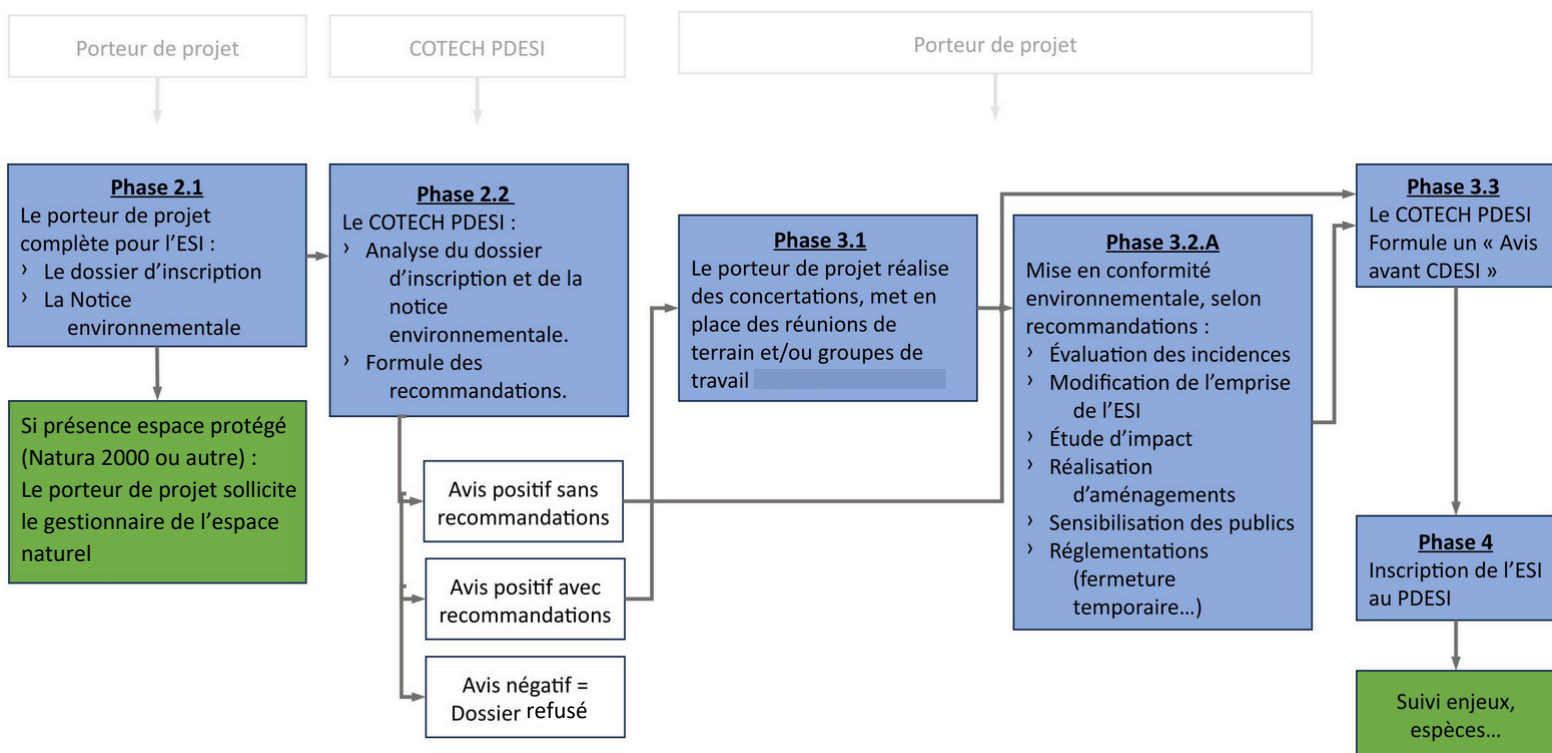 Porteur de projet
COTECH PDESI
Porteur de projet
Phase 2.1
Le porteur de projet
complète pour l’ESI :
› Le dossier d’inscription
› La Notice
environnementale
Si présence espace protégé
(Natura 2000 ou autre) :
Le porteur de projet sollicite
le gestionnaire de l’espace
naturel
Phase 2.2
Le COTECH PDESI :
› Analyse du dossier
d’inscription et de la
notice
environnementale.
› Formule des
recommandations.
Avis positif sans
recommandations
Avis positif avec
recommandations
Avis négatif =
Dossier refusé
Phase 3.1
Le porteur de projet réalise
des concertations, met en
place des réunions de
terrain et/ou groupes de
travail
Phase 3.2.A
Mise en conformité
environnementale, selon
recommandations :
› Évaluation des incidences
› Modification de l’emprise
de l’ESI
› Étude d’impact
› Réalisation
d’aménagements
› Sensibilisation des publics
› Réglementations
(fermeture
temporaire…)
Phase 3.3
Le COTECH PDESI
Formule un « Avis
avant CDESI »
Phase 4
Inscription de l’ESI
au PDESI
Suivi enjeux,
espèces…